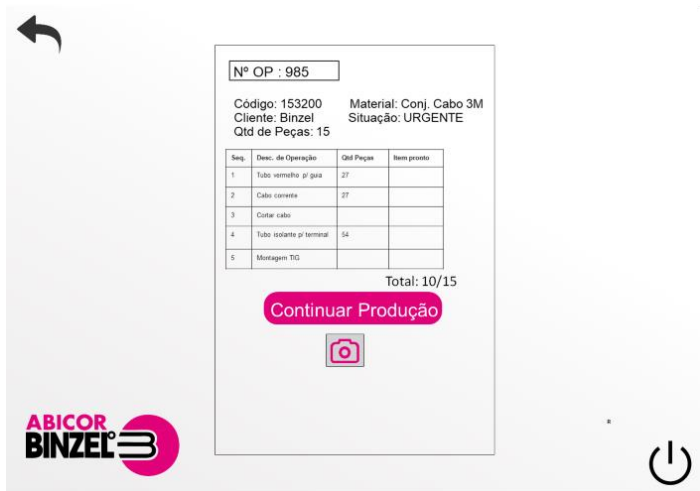 Nº OP : 985
Código: 153200 Material: Conj. Cabo 3M
Cliente: Binzel Situação: URGENTE
Qtd de Peças: 15
Seq. Desc. de Operação Qtd Peças Item pronto
1 Tubo vermelho p/ guia 27
2 Cabo corrente 27
3 Cortar cabo
4 Tubo isolante p/ terminal 54
5 Montagem TIG
Total: 10/15
Continuar Produção
ABICOR
BINZEL